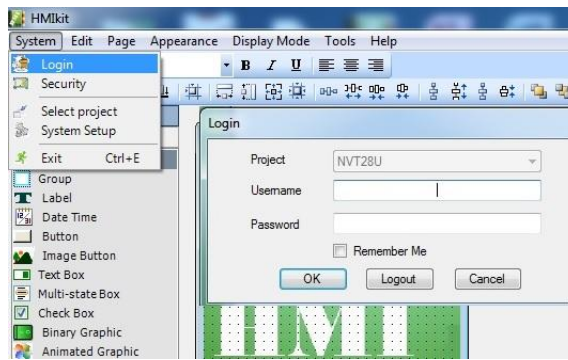 HMIkit
System Edit Page Appearance Display Mode Tools Help
Login
Security
Select project
System Setup
Exit Ctrl+E
B I U
Group
Label
Date Time
Button
Image Button
Text Box
Multi-state Box
Check Box
Binary Graphic
Animated Graphic
Login
Project NVT28U
Username
Password
Remember Me
OK Logout Cancel
HMI